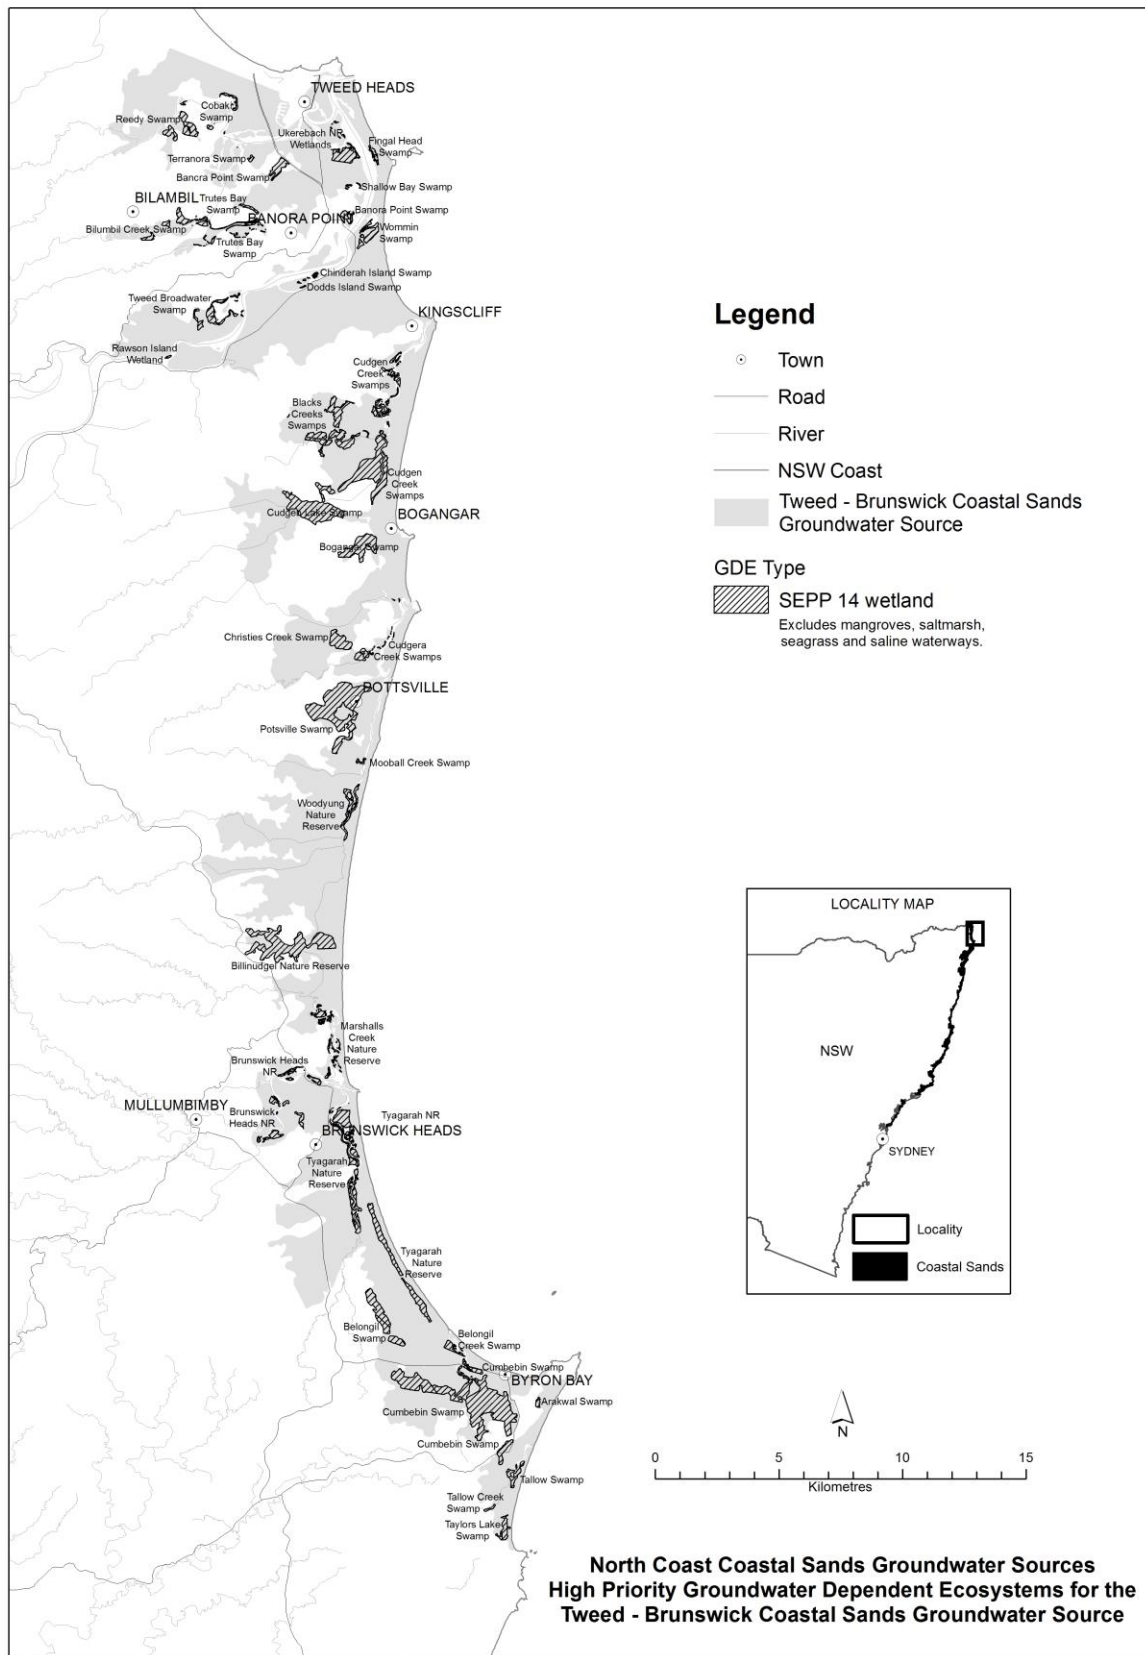 TWEED HEADS
Cobaki
Swamp
Reedy Swamp
Ukerebach NR
Wetlands
Fingal Head
Swamp
Terranora Swamp
Bancra Point Swamp
Shallow Bay Swamp
BILAMBIL
Trutes Bay
Swamp
Banora Point Swamp
BANORA POINT
Bilumbil Creek Swamp
Wommin
Swamp
Trutes Bay
Swamp
Chinderah Island Swamp
Dodds Island Swamp
Tweed Broadwater
Swamp
KINGSCLIFF
Rawson Island
Wetland
Cudgen
Creek
Swamps
Blacks
Creeks
Swamps
Cudgen
Creek
Swamps
Cudgen Lake Swamp
BOGANGAR
Bogangar Swamp
Christies Creek Swamp
Cudgera
Creek Swamps
POTTSVILLE
Potsville Swamp
Mooball Creek Swamp
Woodyung
Nature
Reserve
Billinudgel Nature Reserve
Marshalls
Creek
Nature
Reserve
Brunswick Heads
NR
MULLUMBIMBY
Brunswick
Heads NR
Tyagarah NR
BRUNSWICK HEADS
Tyagarah
Nature
Reserve
Tyagarah
Nature
Reserve
Belongil
Swamp
Belongil
Creek Swamp
Cumbebin Swamp
BYRON BAY
Arakwal Swamp
Cumbebin Swamp
Cumbebin Swamp
Tallow Swamp
Tallow Creek
Swamp
Taylors Lake
Swamp
Legend
Town
Road
River
NSW Coast
Tweed - Brunswick Coastal Sands
Groundwater Source
GDE Type
SEPP 14 wetland
Excludes mangroves, saltmarsh,
seagrass and saline waterways.
LOCALITY MAP
NSW
SYDNEY
Locality
Coastal Sands
N
0 5 10 15
Kilometres
North Coast Coastal Sands Groundwater Sources
High Priority Groundwater Dependent Ecosystems for the
Tweed - Brunswick Coastal Sands Groundwater Source